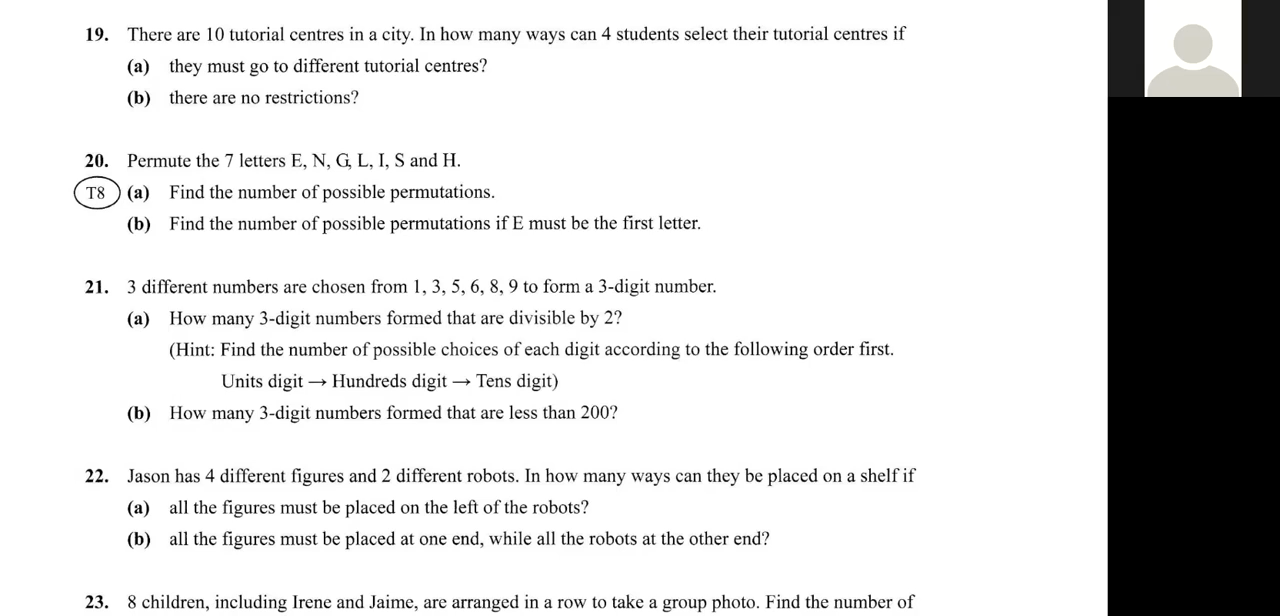 19. There are 10 tutorial centres in a city. In how many ways can 4 students select their tutorial centres if
(a) they must go to different tutorial centres?
(b) there are no restrictions?
20. Permute the 7 letters E, N, G, L, I, S and H.
T8 (a) Find the number of possible permutations.
(b) Find the number of possible permutations if E must be the first letter.
21. 3 different numbers are chosen from 1, 3, 5, 6, 8, 9 to form a 3-digit number.
(a) How many 3-digit numbers formed that are divisible by 2?
(Hint: Find the number of possible choices of each digit according to the following order first.
Units digit → Hundreds digit → Tens digit)
(b) How many 3-digit numbers formed that are less than 200?
22. Jason has 4 different figures and 2 different robots. In how many ways can they be placed on a shelf if
(a) all the figures must be placed on the left of the robots?
(b) all the figures must be placed at one end, while all the robots at the other end?
23. 8 children, including Irene and Jaime, are arranged in a row to take a group photo. Find the number of